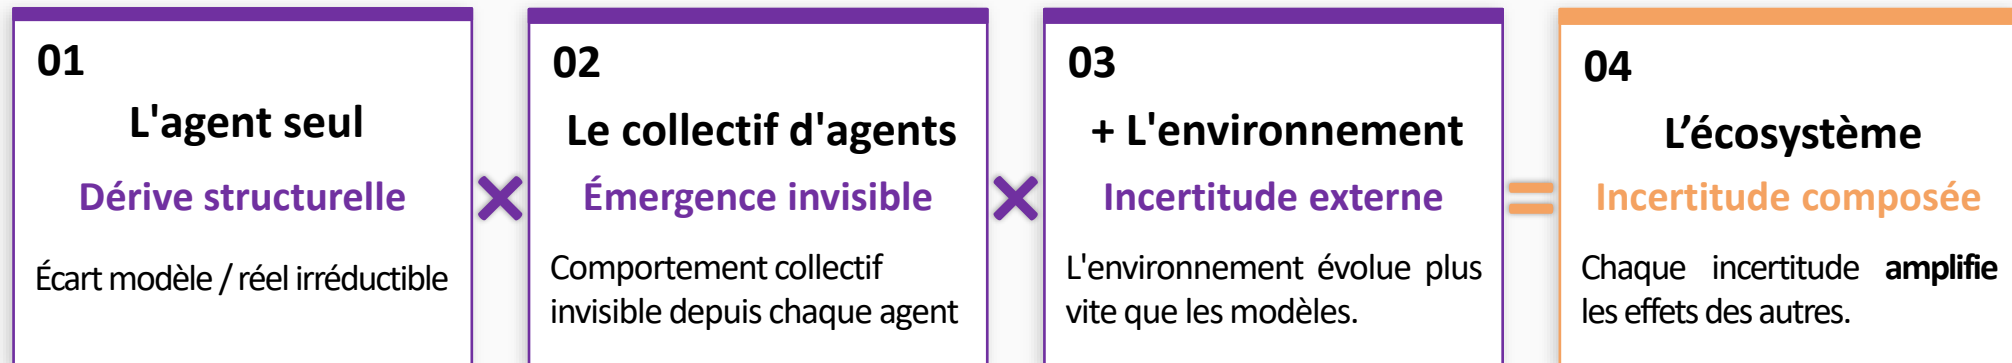 01
L'agent seul
Dérive structurelle
Écart modèle / réel irréductible
×
02
Le collectif d'agents
Émergence invisible
Comportement collectif
invisible depuis chaque agent
×
03
+ L'environnement
Incertitude externe
L'environnement évolue plus
vite que les modèles.
=
04
L’écosystème
Incertitude composée
Chaque incertitude amplifie
les effets des autres.